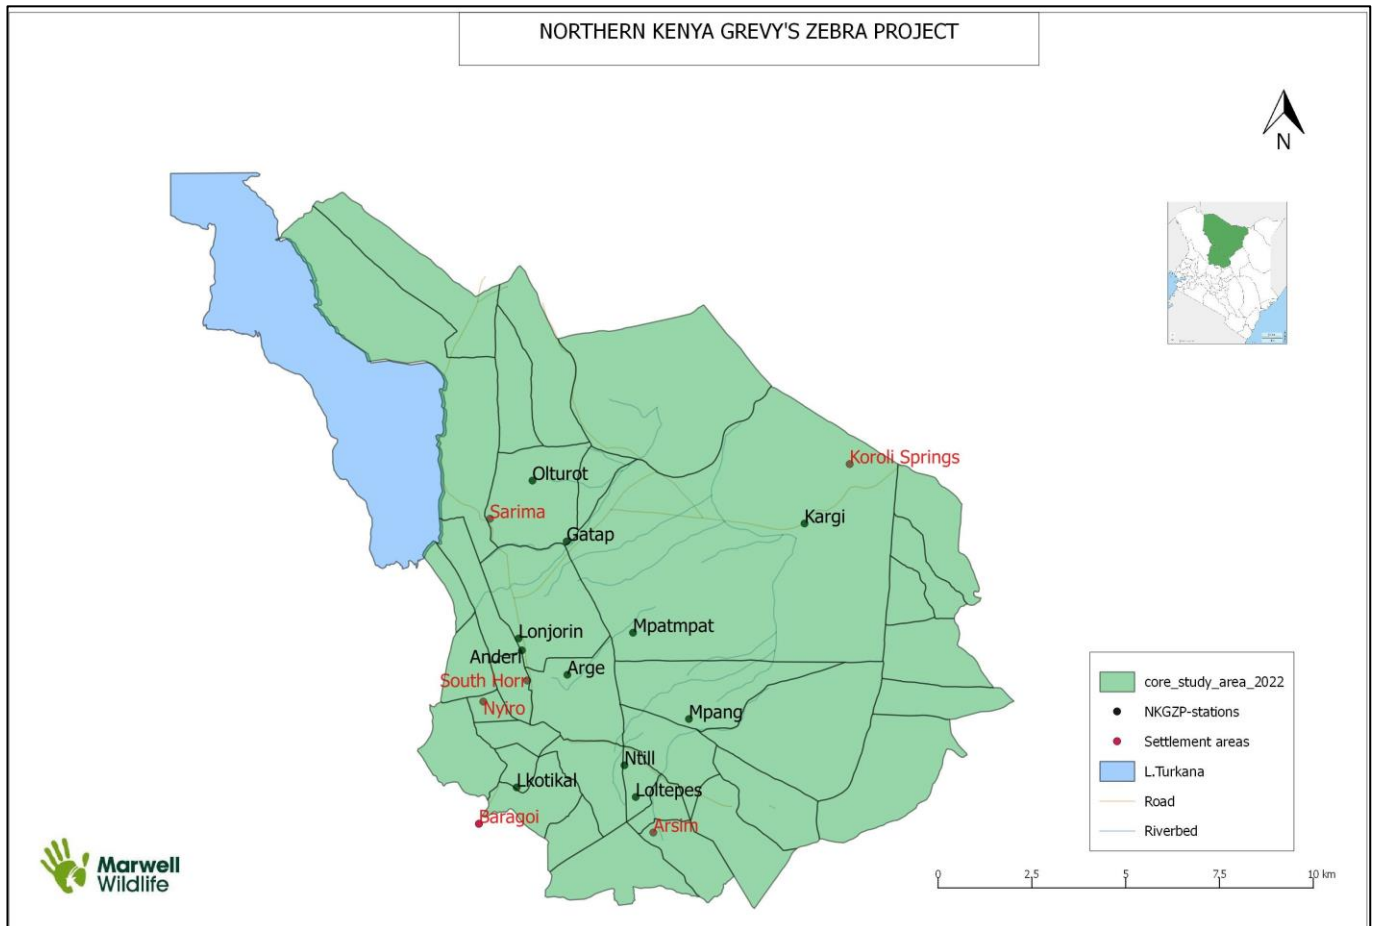 NORTHERN KENYA GREVY'S ZEBRA PROJECT
N
Koroli Springs
Olturot
Sarima
Kargi
Gatap
Lonjorin
Mpatmpat
Anderi
Arge
South Horr
Nyiro
Mpang
Ntill
Lkotikal
Loltepes
Baragoi
Arsim
core_study_area_2022
NKGZP-stations
Settlement areas
L.Turkana
Road
Riverbed
Marwell
Wildlife
0 2,5 5 7,5 10 km